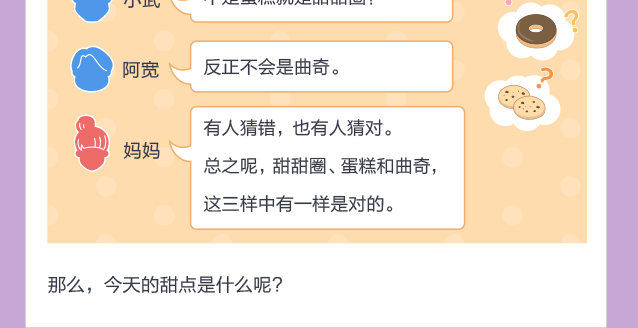 小武
不是蛋糕就是甜甜圈！
阿宽
反正不会是曲奇。
妈妈
有人猜错，也有人猜对。
总之呢，甜甜圈、蛋糕和曲奇，
这三样中有一样是对的。
那么，今天的甜点是什么呢？